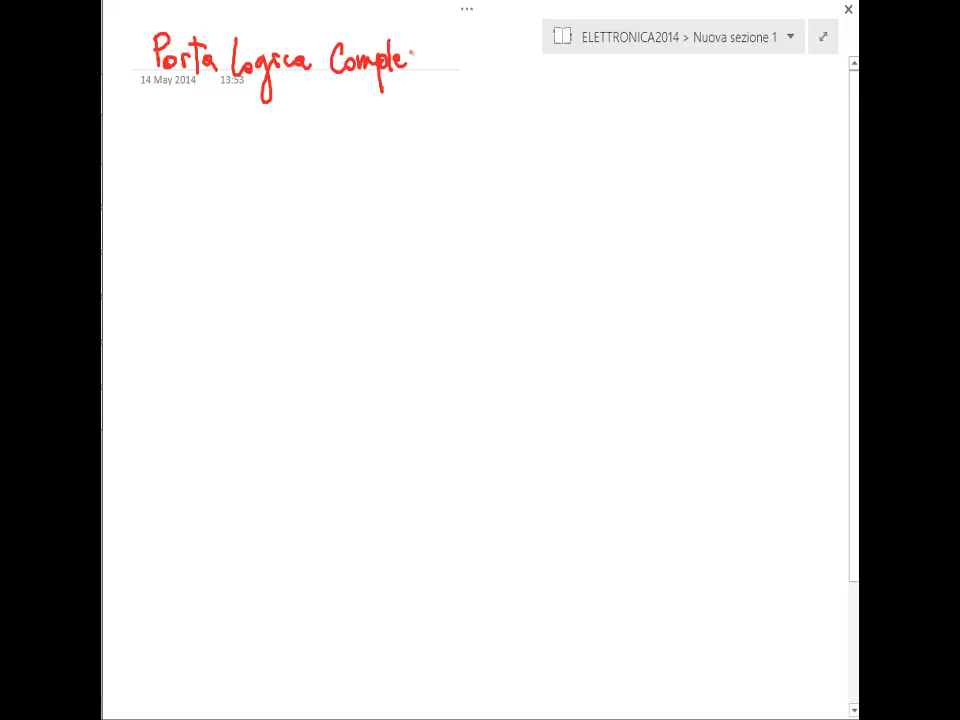 ELETTRONICA2014 > Nuova sezione 1
Porta Logica Comple
14 May 2014 13:53